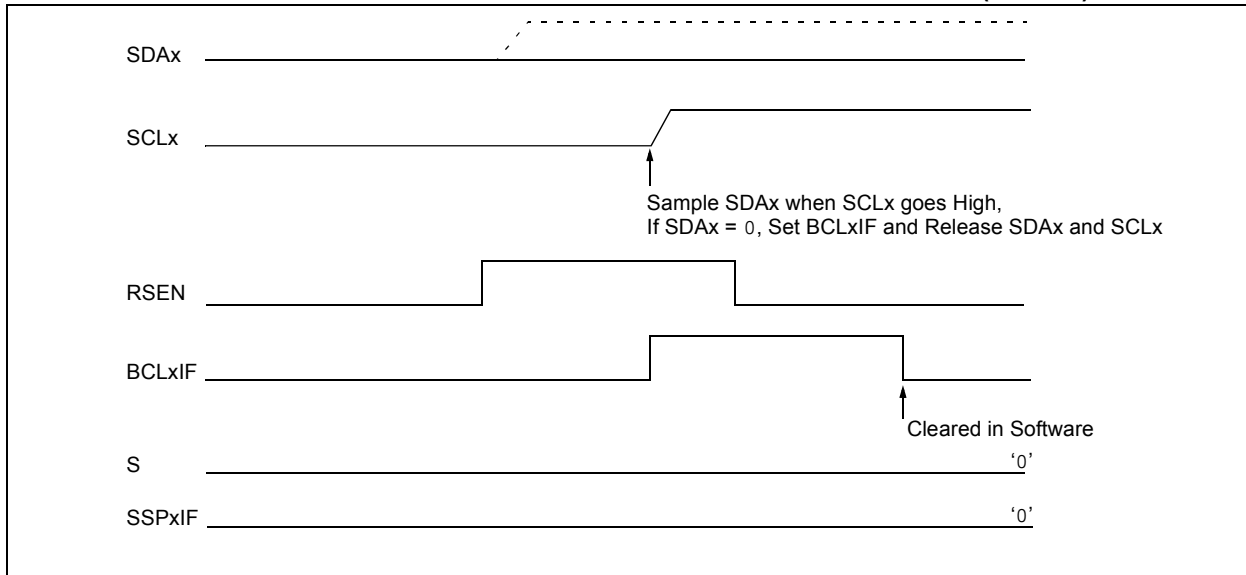 SDAx
SCLx
Sample SDAx when SCLx goes High,
If SDAx = 0, Set BCLxIF and Release SDAx and SCLx
RSEN
BCLxIF
Cleared in Software
S
‘0’
SSPxIF
‘0’